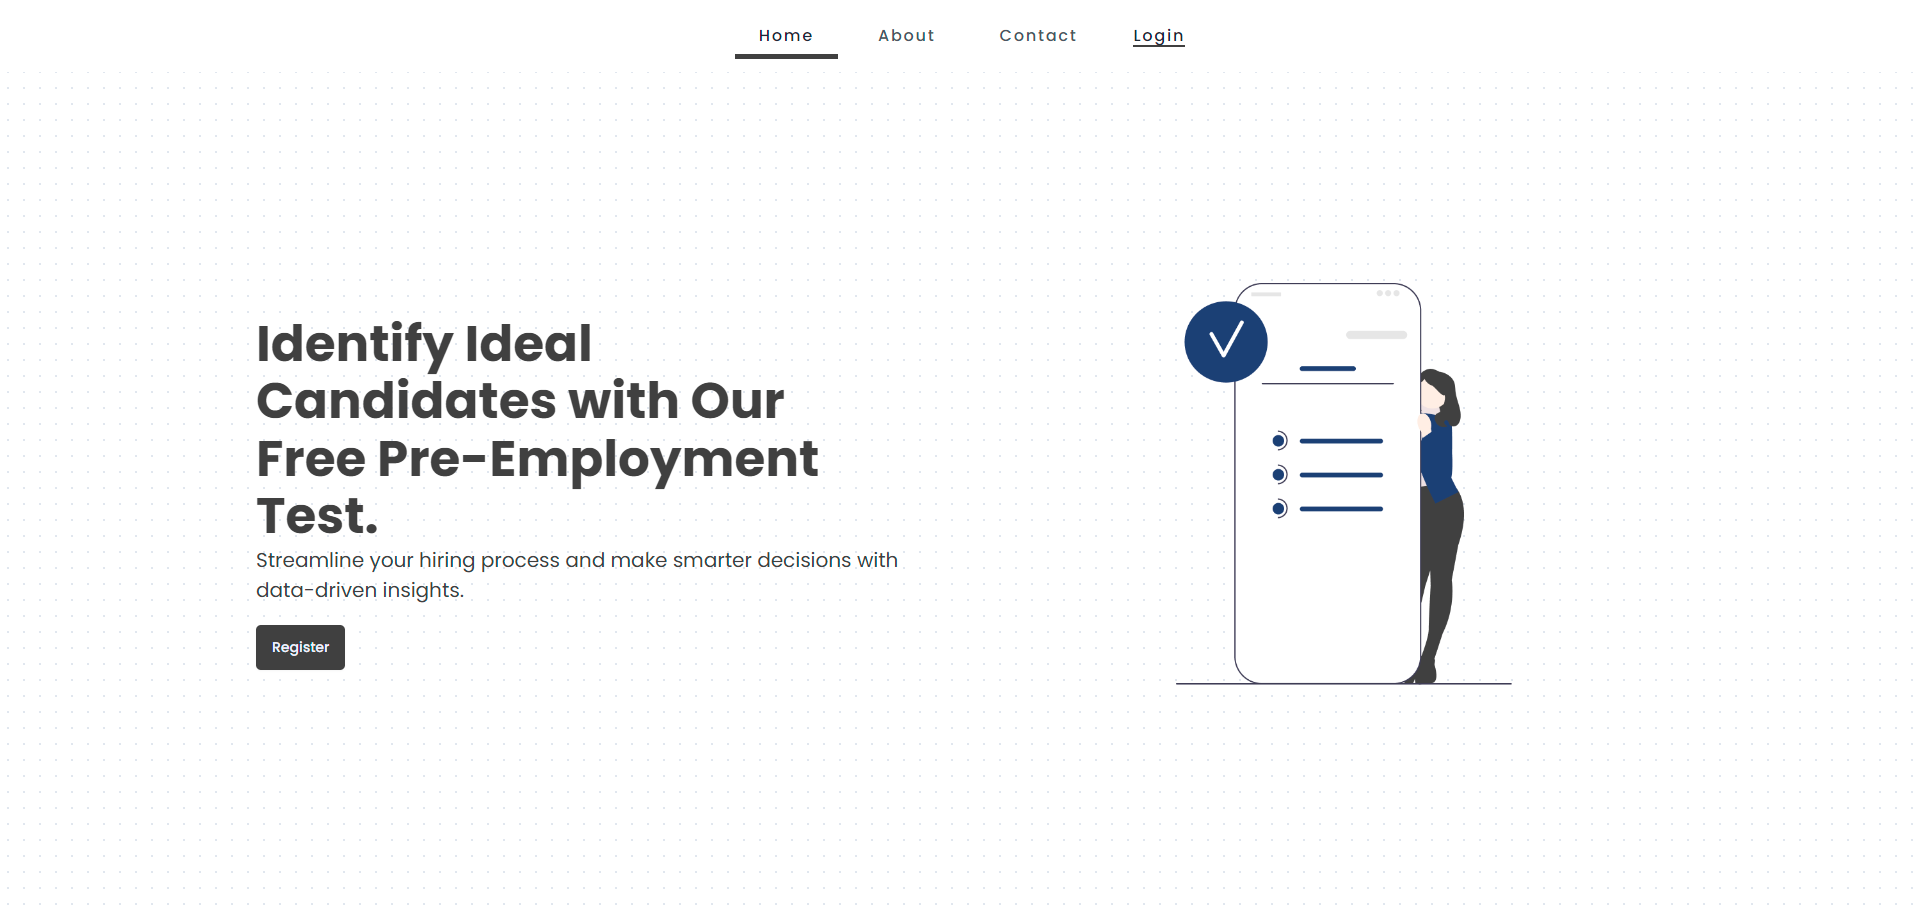 Home About Contact Login
Identify Ideal
Candidates with Our
Free Pre-Employment
Test.
Streamline your hiring process and make smarter decisions with
data-driven insights.
Register